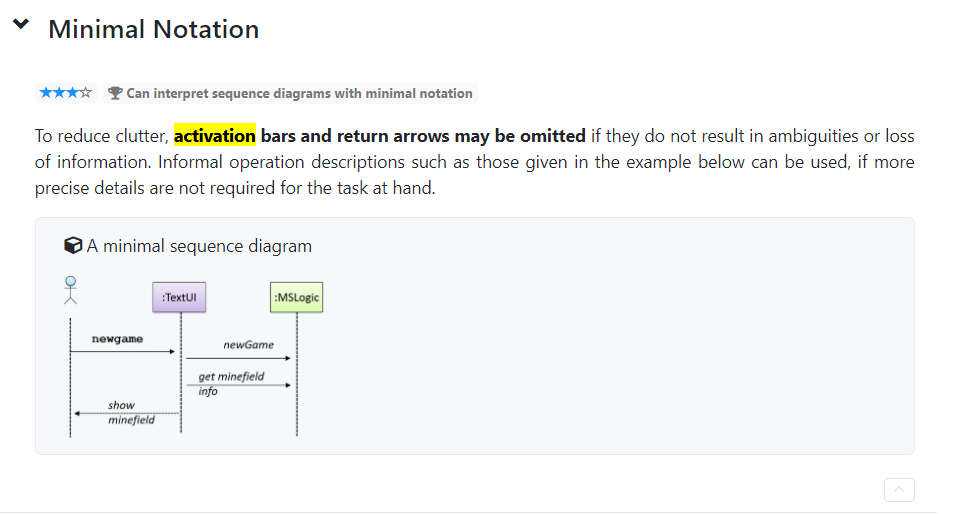 Minimal Notation
★★★☆ 🏆 Can interpret sequence diagrams with minimal notation
To reduce clutter, activation bars and return arrows may be omitted if they do not result in ambiguities or loss
of information. Informal operation descriptions such as those given in the example below can be used, if more
precise details are not required for the task at hand.
A minimal sequence diagram
:TextUI
:MSLogic
newgame
newGame
get minefield
info
show
minefield